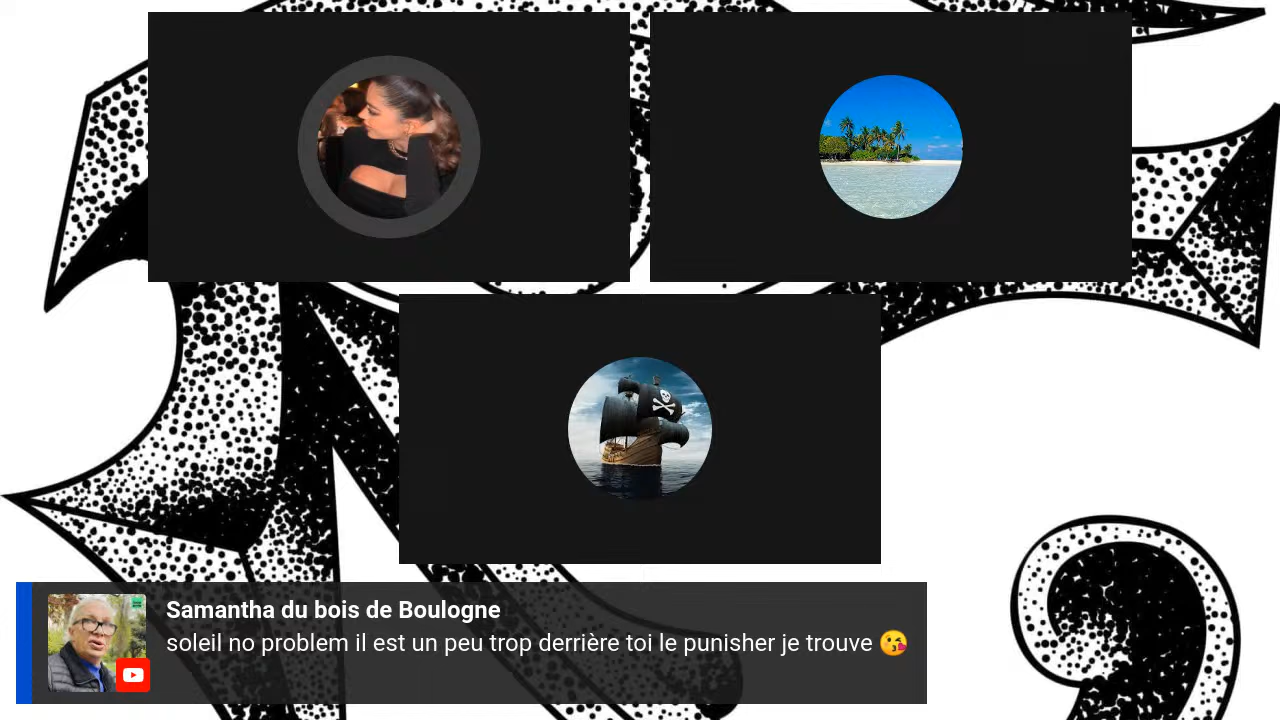 Samantha du bois de Boulogne
soleil no problem il est un peu trop derrière toi le punisher je trouve 😘